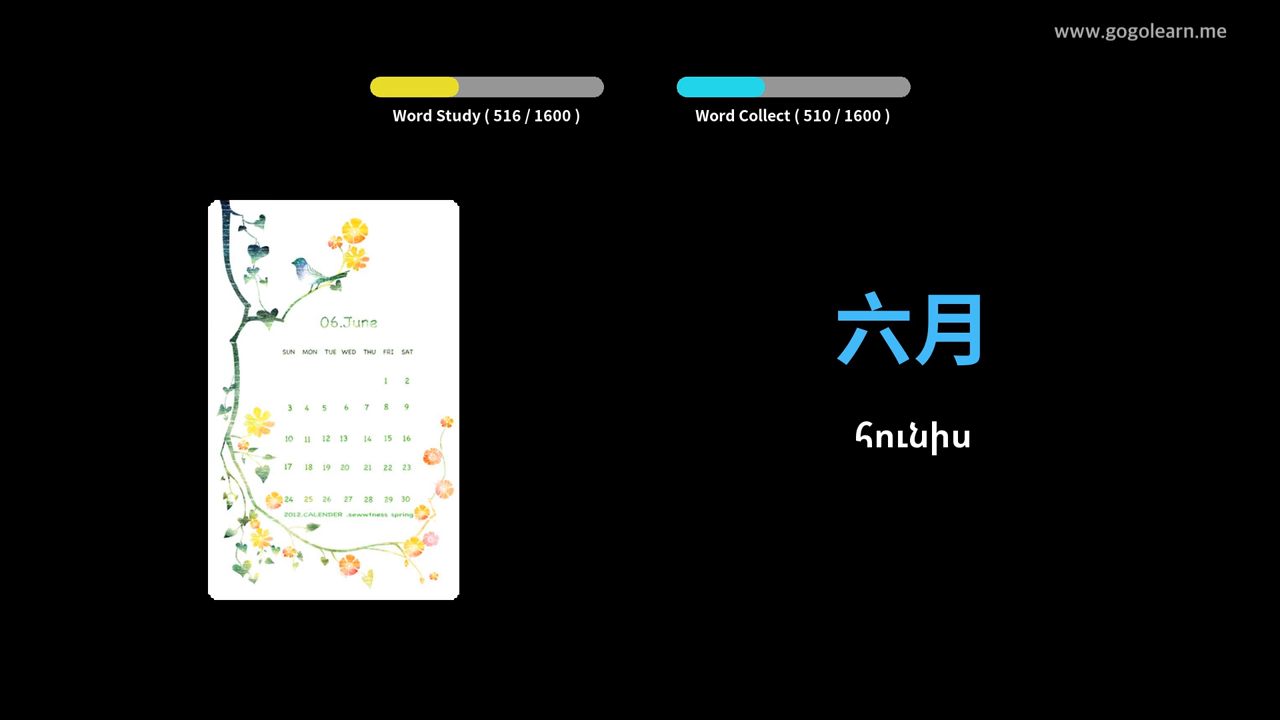 www.gogolearn.me
Word Study ( 516 / 1600 )
Word Collect ( 510 / 1600 )
06.June
SUN MON TUE WED THU FRI SAT
1 2
3 4 5 6 7 8 9
10 11 12 13 14 15 16
17 18 19 20 21 22 23
24 25 26 27 28 29 30
2012.CALENDER .sewwtness spring
六月
հունիս